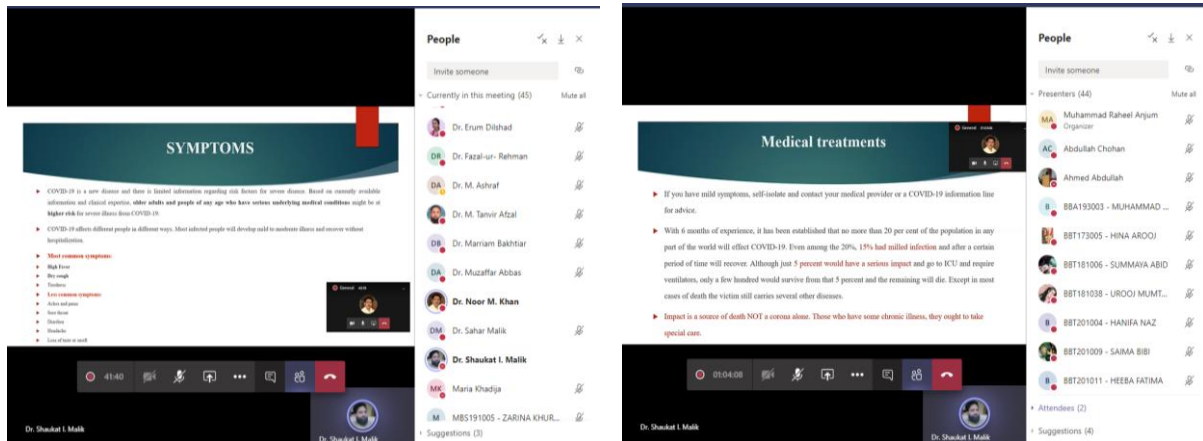 SYMPTOMS
COVID-19 is a new disease and there is limited information regarding risk factors for severe disease. Based on currently available
information and clinical expertise, older adults and people of any age who have serious underlying medical conditions might be at
higher risk for severe illness from COVID-19.
COVID-19 affects different people in different ways. Most infected people will develop mild to moderate illness and recover without
hospitalization.
Most common symptoms:
High Fever
Dry cough
Tiredness
Less common symptoms:
Aches and pains
Sore throat
Diarrhea
Headache
Loss of taste or smell
General
41:40
Dr. Shaukat I. Malik
Dr. Shaukat I. Malik
People
Invite someone
Currently in this meeting (45) Mute all
Dr. Erum Dilshad
DR Dr. Fazal-ur- Rehman
DA Dr. M. Ashraf
Dr. M. Tanvir Afzal
DB Dr. Marriam Bakhtiar
DA Dr. Muzaffar Abbas
Dr. Noor M. Khan
DM Dr. Sahar Malik
Dr. Shaukat I. Malik
MK Maria Khadija
M MBS191005 - ZARINA KHUR...
Suggestions (3)
Medical treatments
General
If you have mild symptoms, self-isolate and contact your medical provider or a COVID-19 information line
for advice.
With 6 months of experience, it has been established that no more than 20 per cent of the population in any
part of the world will effect COVID-19. Even among the 20%, 15% had milled infection and after a certain
period of time will recover. Although just 5 percent would have a serious impact and go to ICU and require
ventilators, only a few hundred would survive from that 5 percent and the remaining will die. Except in most
cases of death the victim still carries several other diseases.
Impact is a source of death NOT a corona alone. Those who have some chronic illness, they ought to take
special care.
01:04:08
Dr. Shaukat I. Malik
Dr. Shaukat I. Malik
People
Invite someone
Presenters (44) Mute all
MA Muhammad Raheel Anjum
Organizer
AC Abdullah Chohan
Ahmed Abdullah
B BBA193003 - MUHAMMAD ...
BBT173005 - HINA AROOJ
BBT181006 - SUMMAYA ABID
BBT181038 - UROOJ MUMT...
B BBT201004 - HANIFA NAZ
BBT201009 - SAIMA BIBI
B BBT201011 - HEEBA FATIMA
Attendees (2)
Suggestions (4)